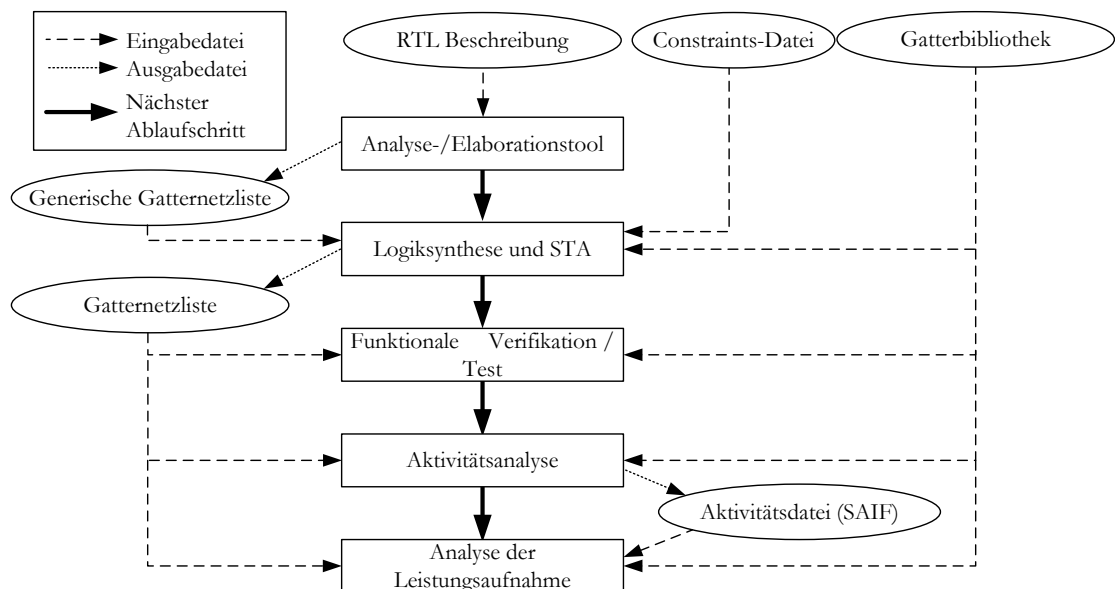 Eingabedatei
Ausgabedatei
Nächster
Ablaufschritt
RTL Beschreibung
Constraints-Datei
Gatterbibliothek
Analyse-/Elaborationstool
Generische Gatternetzliste
Logiksynthese und STA
Gatternetzliste
Funktionale Verifikation /
Test
Aktivitätsanalyse
Aktivitätsdatei (SAIF)
Analyse der
Leistungsaufnahme